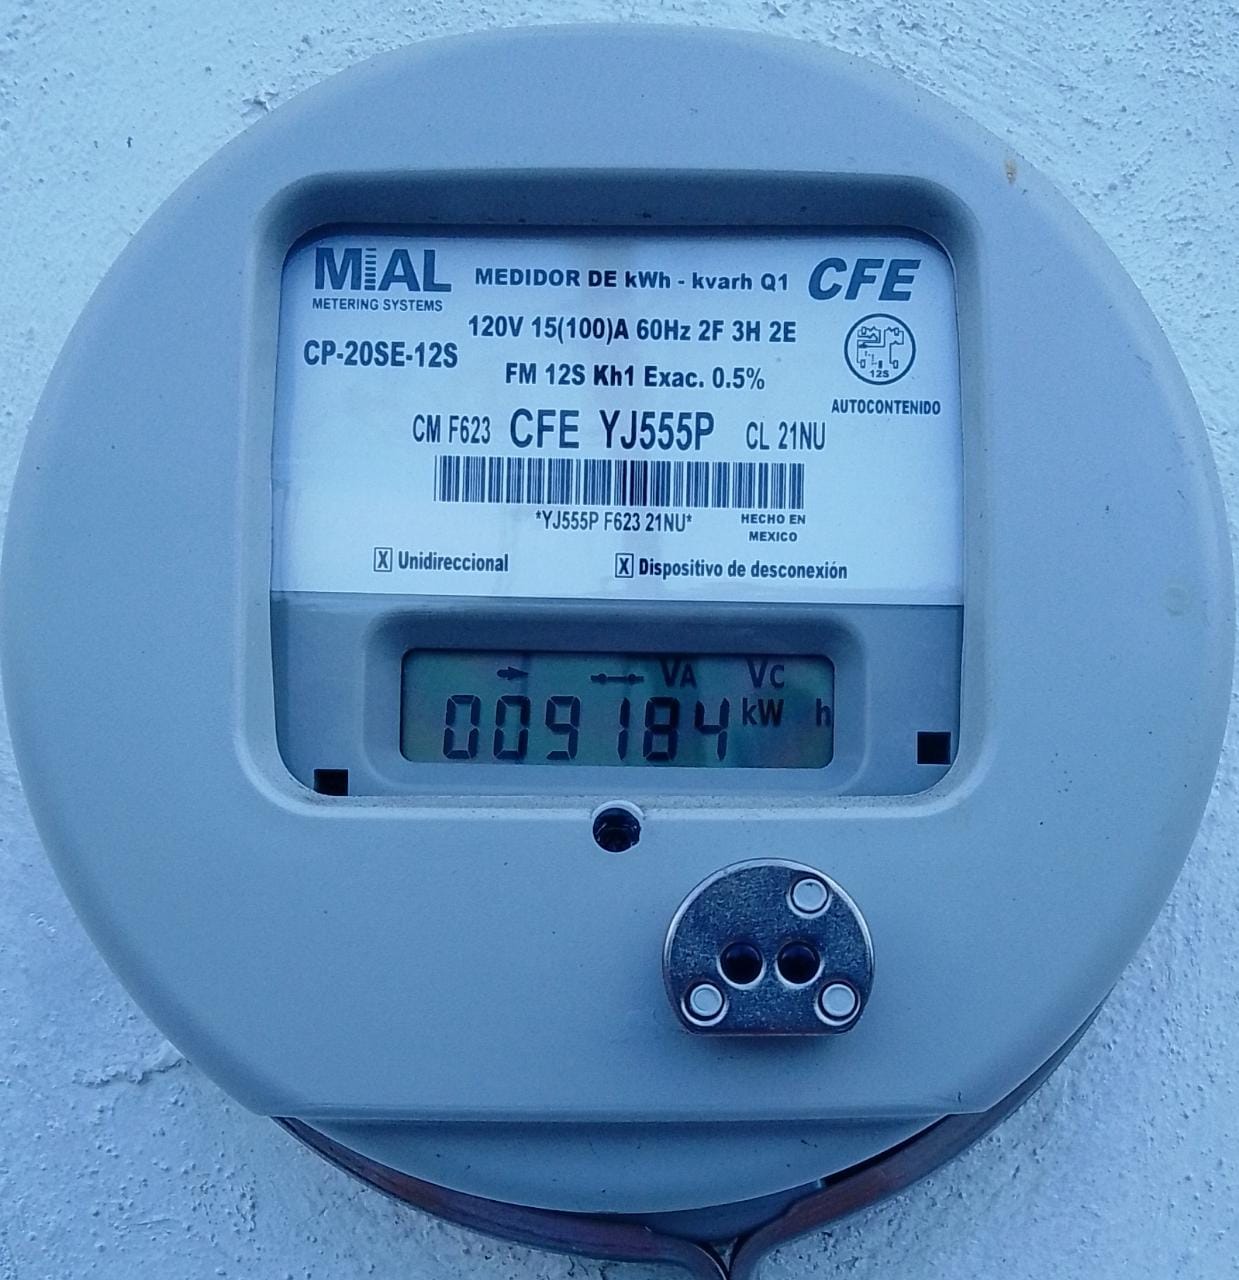 MIAL
METERING SYSTEMS
MEDIDOR DE kWh - kvarh Q1
CFE
120V 15(100)A 60Hz 2F 3H 2E
CP-20SE-12S
FM 12S Kh1 Exac. 0.5%
12S
AUTOCONTENIDO
CM F623 CFE YJ555P CL 21NU
*YJ555P F623 21NU*
HECHO EN
MEXICO
X Unidireccional
X Dispositivo de desconexión
VA VC
009184 kW h